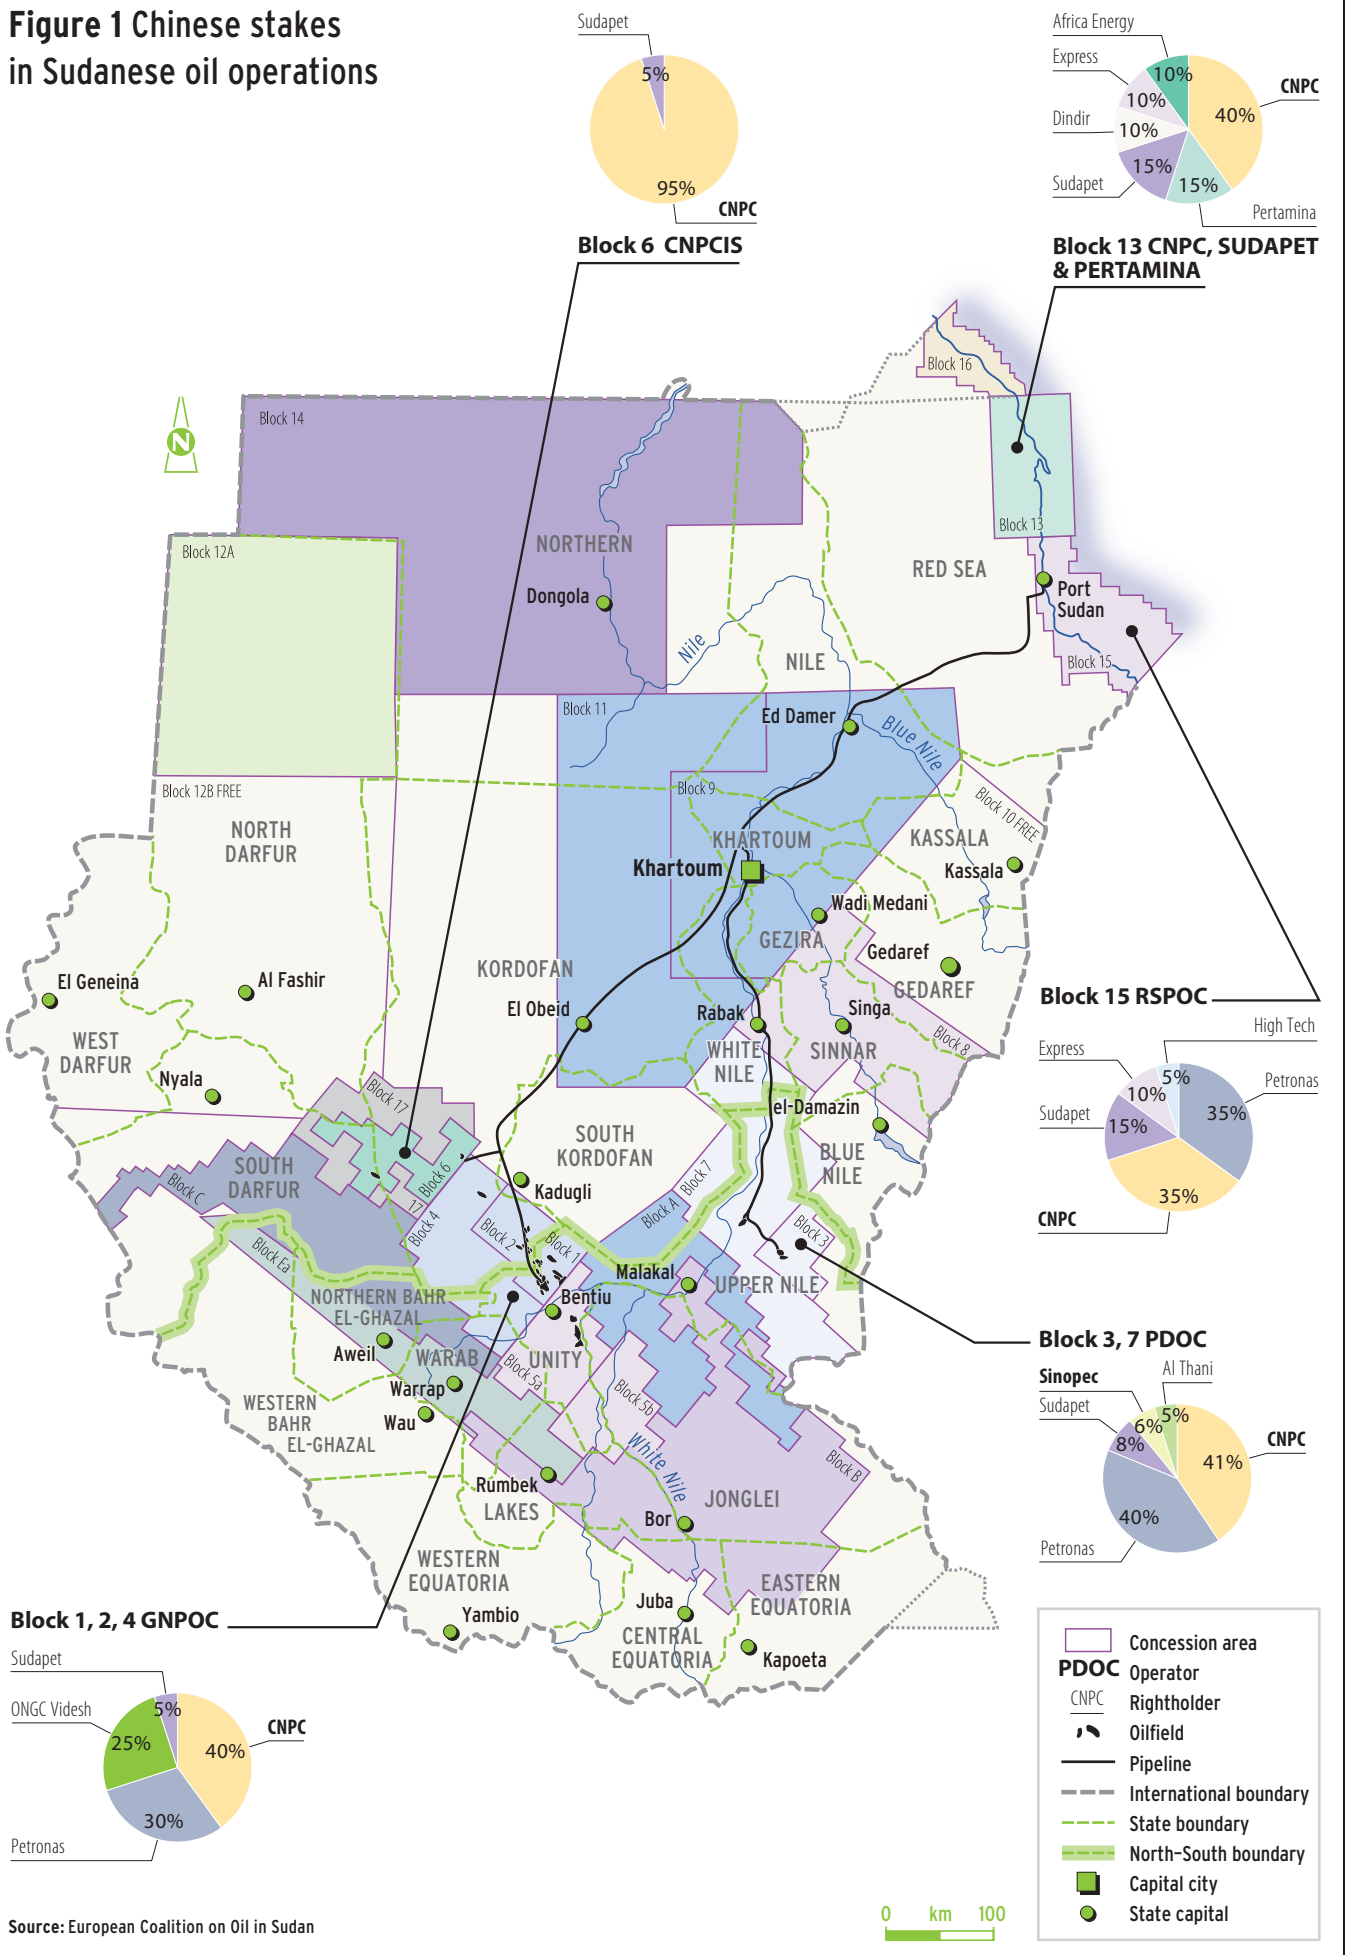 Figure 1 Chinese stakes
in Sudanese oil operations
Sudapet
5%
95%
CNPC
Block 6 CNPCIS
Africa Energy
Express
Dindir
Sudapet
10%
10%
10%
15%
15%
40%
CNPC
Pertamina
Block 13 CNPC, SUDAPET
& PERTAMINA
N
Block 16
Block 14
Block 13
Block 12A
NORTHERN
Dongola
RED SEA
Port
Sudan
Block 15
Nile
NILE
Block 11
Ed Damer
Blue Nile
Block 12B FREE
Block 9
Block 10 FREE
NORTH
DARFUR
KHARTOUM
Khartoum
KASSALA
Kassala
Wadi Medani
GEZIRA
Gedaref
GEDAREF
El Geneina
Al Fashir
KORDOFAN
El Obeid
Rabak
Singa
WEST
DARFUR
WHITE
NILE
SINNAR
Block 8
Nyala
Block 17
el-Damazin
SOUTH
KORDOFAN
BLUE
NILE
SOUTH
DARFUR
Block C
Block 6
17
Block 4
Kadugli
Block 7
Block A
Block 2
Block 1
Block 3
Block Ea
Malakal
UPPER NILE
NORTHERN BAHR
EL-GHAZAL
Bentiu
Aweil
WARAB
UNITY
Block 5a
Block 5b
Warrap
Wau
WESTERN
BAHR
EL-GHAZAL
White Nile
Block B
Rumbek
LAKES
JONGLEI
Bor
WESTERN
EQUATORIA
EASTERN
EQUATORIA
Yambio
Juba
CENTRAL
EQUATORIA
Kapoeta
Block 15 RSPOC
High Tech
Express
Petronas
Sudapet
5%
10%
15%
35%
35%
CNPC
Block 3, 7 PDOC
Sinopec
Al Thani
Sudapet
5%
6%
8%
41%
CNPC
40%
Petronas
Block 1, 2, 4 GNPOC
Sudapet
ONGC Videsh
5%
25%
40%
CNPC
30%
Petronas
Concession area
PDOC Operator
CNPC Rightholder
Oilfield
Pipeline
International boundary
State boundary
North–South boundary
Capital city
State capital
0 km 100
Source: European Coalition on Oil in Sudan